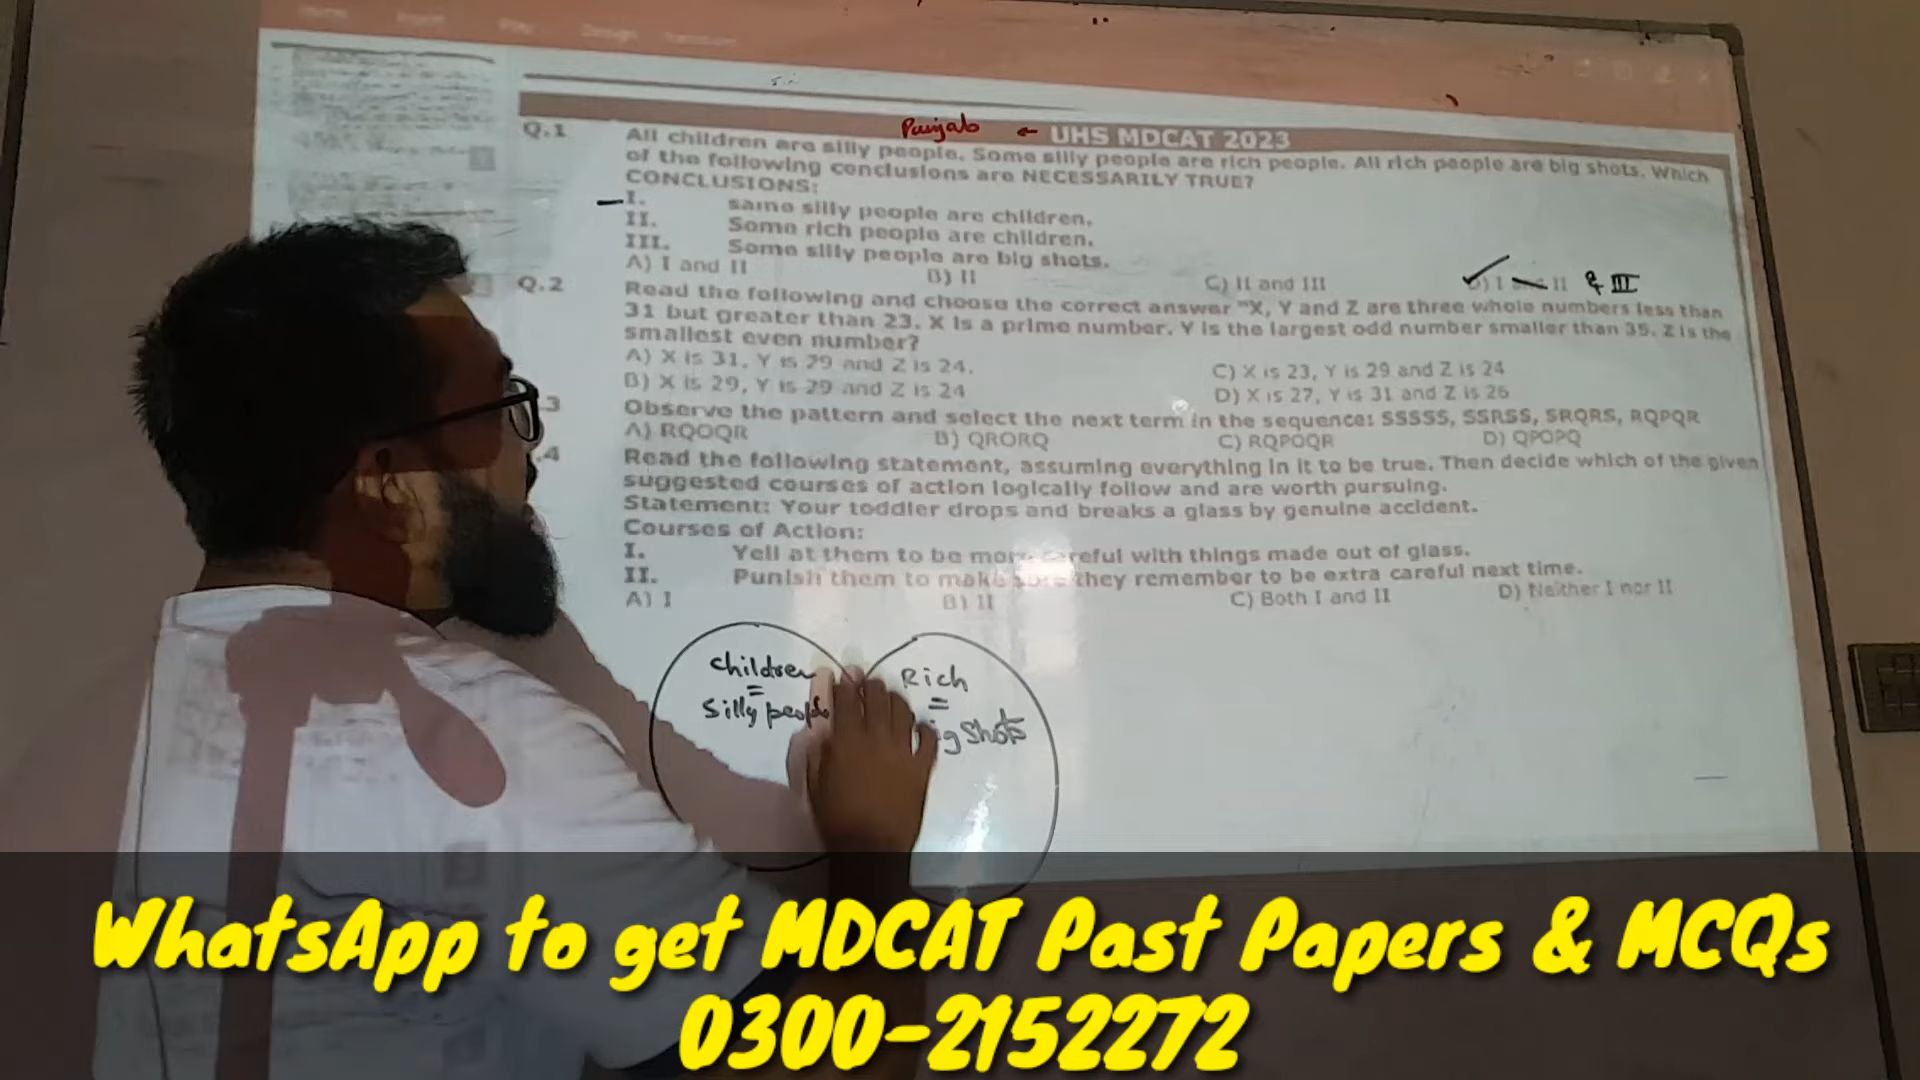 Home Insert Design
Punjab ← UHS MDCAT 2023
Q.1 All children are silly people. Some silly people are rich people. All rich people are big shots. Which
of the following conclusions are NECESSARILY TRUE?
CONCLUSIONS:
I. some silly people are children.
II. Some rich people are children.
III. Some silly people are big shots.
A) I and II B) II C) II and III D) I and II & III
Q.2 Read the following and choose the correct answer "X, Y and Z are three whole numbers less than
31 but greater than 23. X is a prime number. Y is the largest odd number smaller than 35. Z is the
smallest even number?
A) X is 31, Y is 29 and Z is 24. C) X is 23, Y is 29 and Z is 24
B) X is 29, Y is 29 and Z is 24 D) X is 27, Y is 31 and Z is 26
.3 Observe the pattern and select the next term in the sequence: SSSSS, SSRSS, SRQRS, RQPQR
A) RQOQR B) QRORQ C) RQPOQR D) QPOPQ
.4 Read the following statement, assuming everything in it to be true. Then decide which of the given
suggested courses of action logically follow and are worth pursuing.
Statement: Your toddler drops and breaks a glass by genuine accident.
Courses of Action:
I. Yell at them to be more careful with things made out of glass.
II. Punish them to make sure they remember to be extra careful next time.
A) I B) II C) Both I and II D) Neither I nor II
Children Rich
= =
Silly people ig Shots
WhatsApp to get MDCAT Past Papers & MCQs
0300-2152272